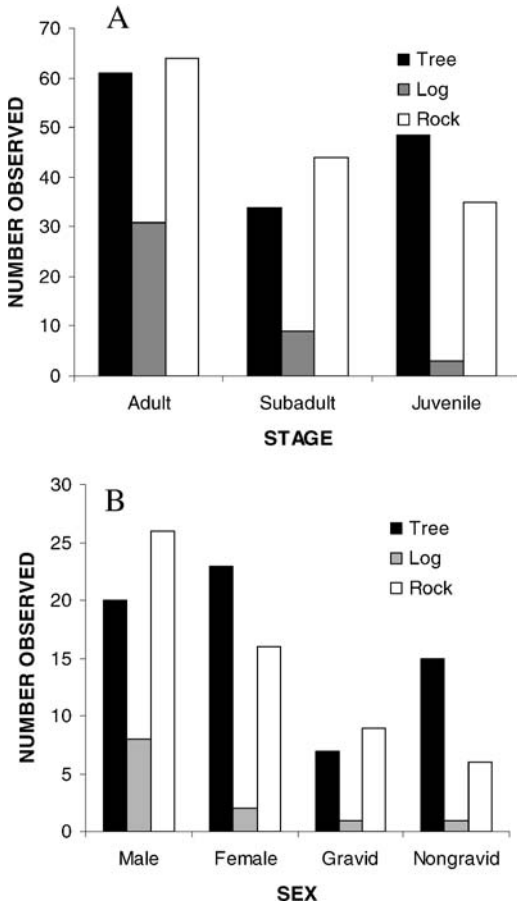 A
70
60
50
40
30
20
10
0
NUMBER OBSERVED
Tree
Log
Rock
Adult Subadult Juvenile
STAGE
B
30
25
20
15
10
5
0
NUMBER OBSERVED
Tree
Log
Rock
Male Female Gravid Nongravid
SEX